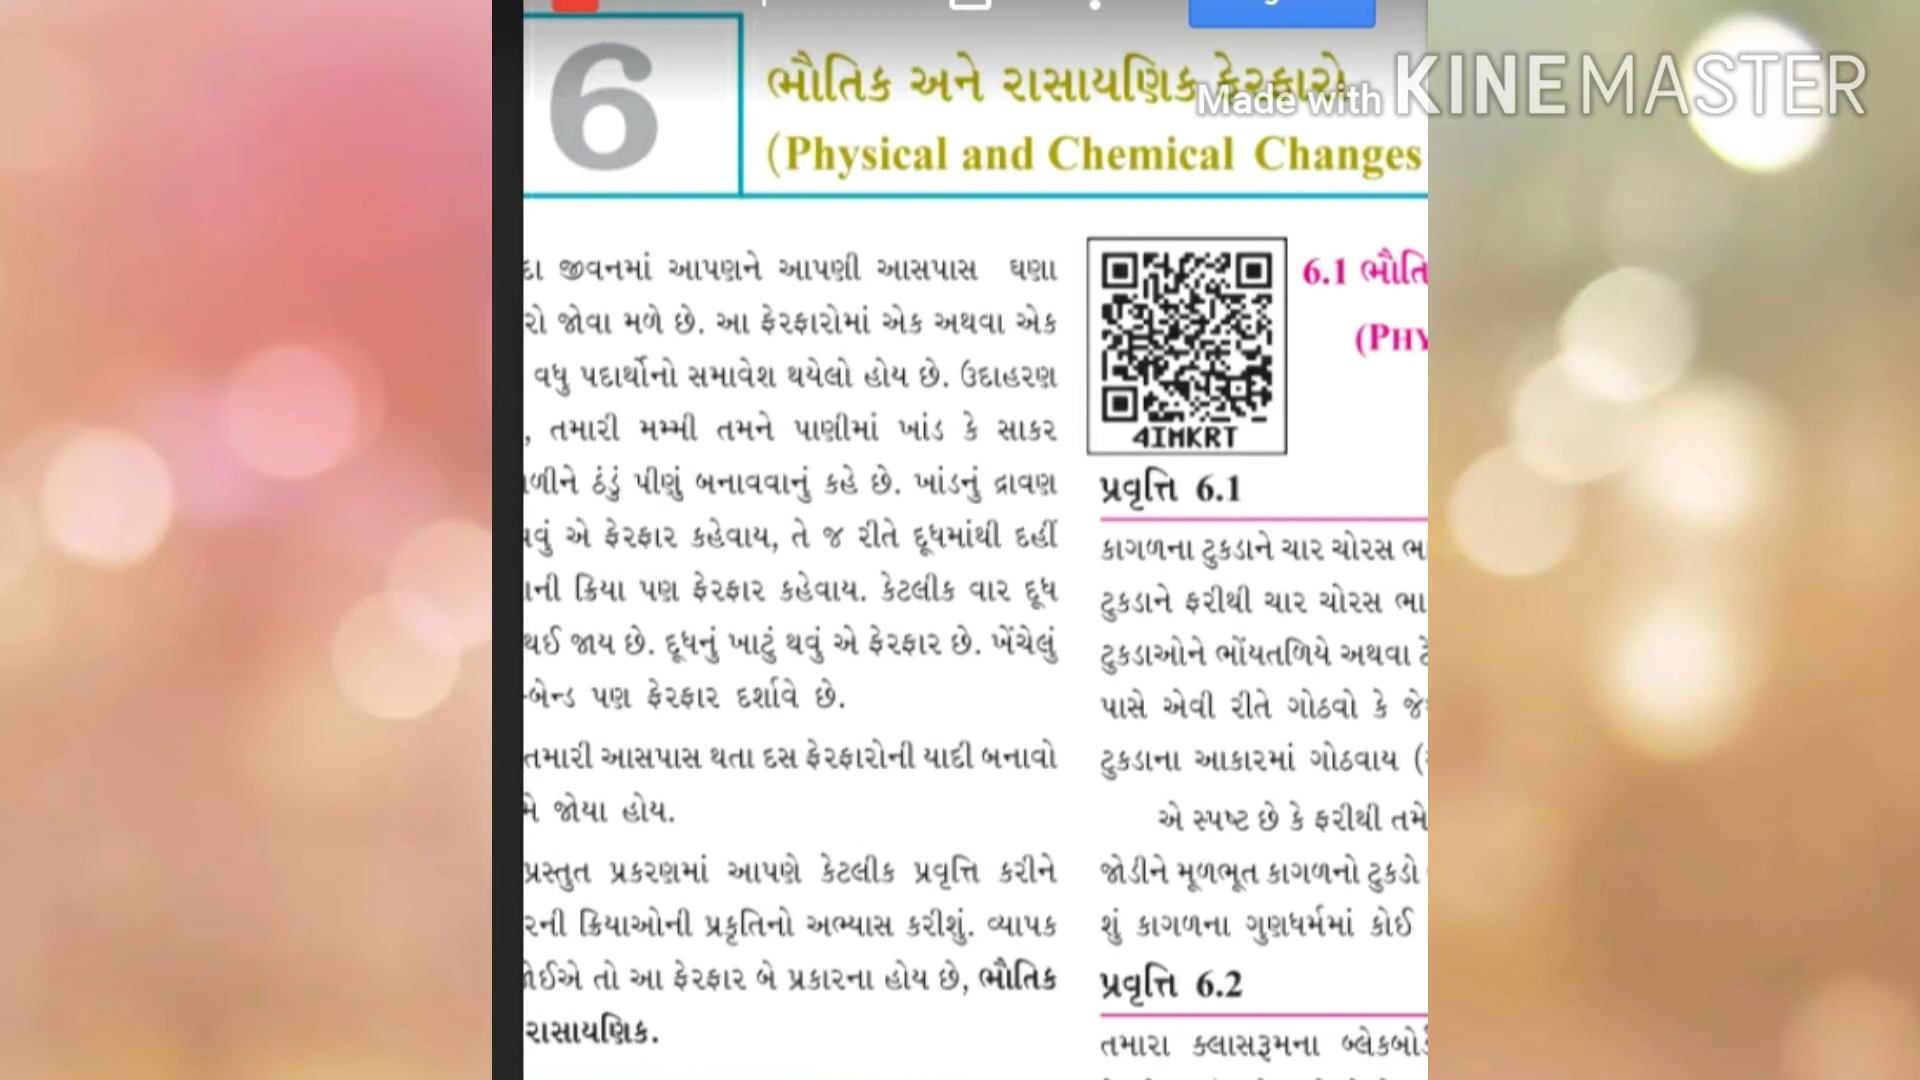 6
ભૌતિક અને રાસાયણિક ફેરફારો
(Physical and Chemical Changes
Made with KINEMASTER
જીવનમાં આપણને આપણી આસપાસ ઘણા
જોવા મળે છે. આ ફેરફારોમાં એક અથવા એક
વધુ પદાર્થોનો સમાવેશ થયેલો હોય છે. ઉદાહરણ
, તમારી મમ્મી તમને પાણીમાં ખાંડ કે સાકર
ઠંડું પીણું બનાવવાનું કહે છે. ખાંડનું દ્રાવણ
એ ફેરફાર કહેવાય, તે જ રીતે દૂધમાંથી દહીં
ક્રિયા પણ ફેરફાર કહેવાય. કેટલીક વાર દૂધ
થઈ જાય છે. દૂધનું ખાટું થવું એ ફેરફાર છે. ખેંચેલું
-બેન્ડ પણ ફેરફાર દર્શાવે છે.
તમારી આસપાસ થતા દસ ફેરફારોની યાદી બનાવો
જોયા હોય.
પ્રસ્તુત પ્રકરણમાં આપણે કેટલીક પ્રવૃત્તિ કરીને
રની ક્રિયાઓની પ્રકૃતિનો અભ્યાસ કરીશું. વ્યાપક
તો આ ફેરફાર બે પ્રકારના હોય છે, ભૌતિક
રાસાયણિક.
4IMKRT
6.1 ભૌતિ
(PHY
પ્રવૃત્તિ 6.1
કાગળના ટુકડાને ચાર ચોરસ ભા
ટુકડાને ફરીથી ચાર ચોરસ ભા
ટુકડાઓને ભોંયતળિયે અથવા
પાસે એવી રીતે ગોઠવો કે
ટુકડાના આકારમાં ગોઠવાય (
એ સ્પષ્ટ છે કે ફરીથી તમે
જોડીને મૂળભૂત કાગળનો ટુકડો
શું કાગળના ગુણધર્મમાં કોઈ
પ્રવૃત્તિ 6.2
તમારા ક્લાસરૂમના બ્લેકબોર્ડ